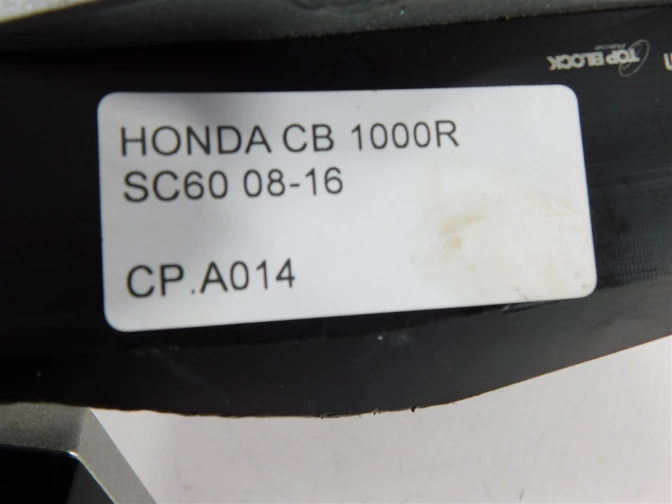 TOP BLOCK
HONDA CB 1000R
SC60 08-16
CP.A014